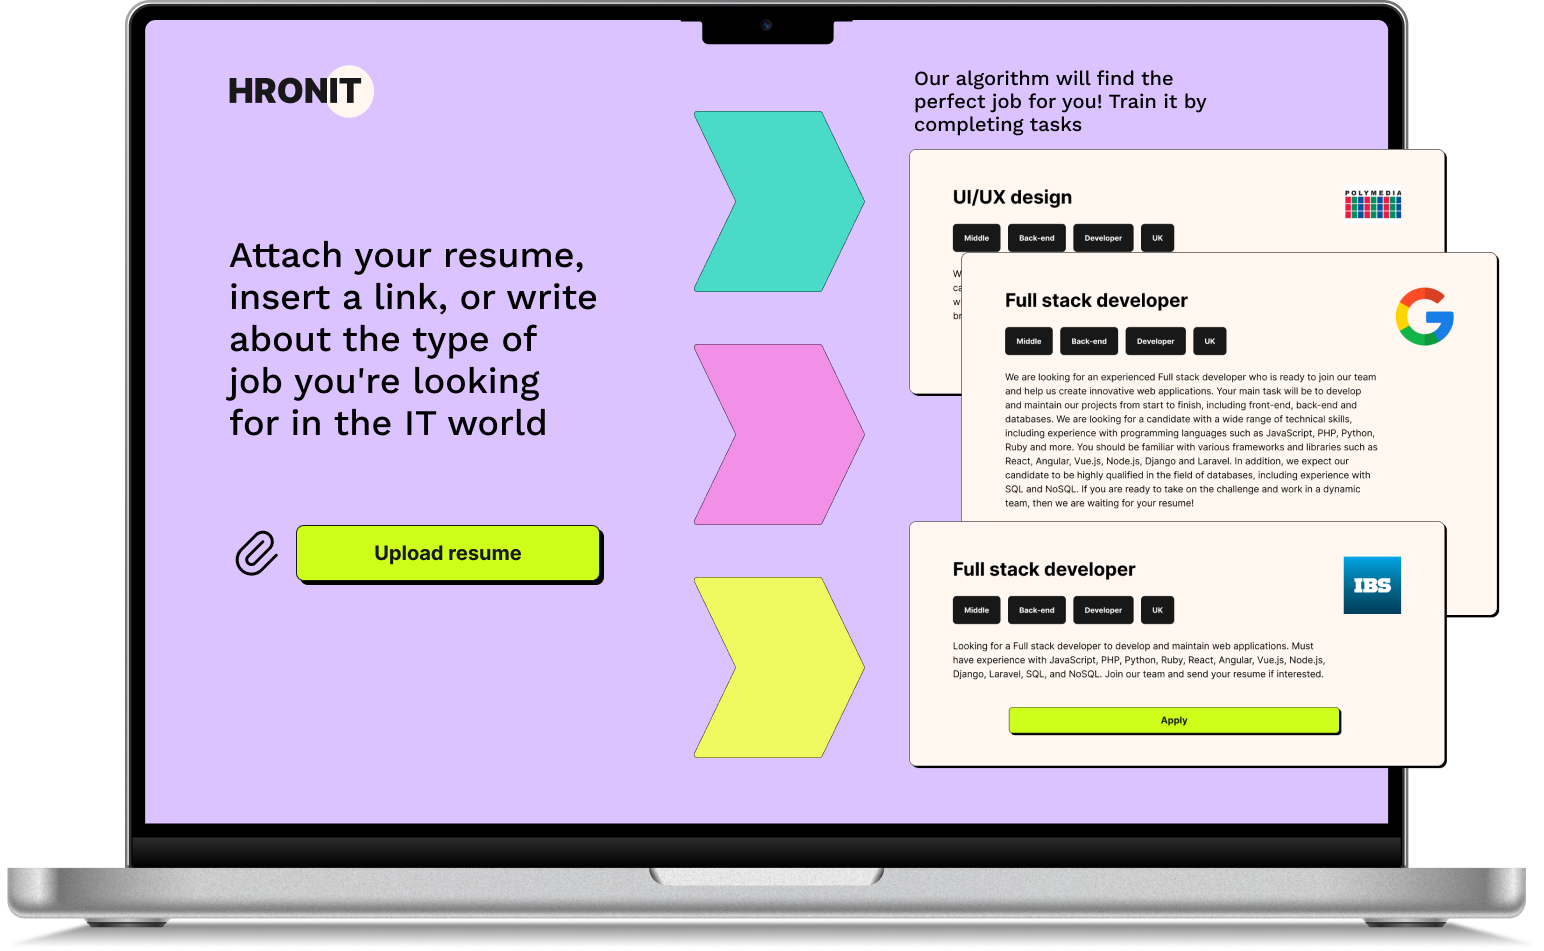 HRONIT
Attach your resume,
insert a link, or write
about the type of
job you're looking
for in the IT world
Upload resume
Our algorithm will find the
perfect job for you! Train it by
completing tasks
UI/UX design
POLYMEDIA
Middle Back-end Developer UK
Full stack developer
Middle Back-end Developer UK
We are looking for an experienced Full stack developer who is ready to join our team
and help us create innovative web applications. Your main task will be to develop
and maintain our projects from start to finish, including front-end, back-end and
databases. We are looking for a candidate with a wide range of technical skills,
including experience with programming languages such as JavaScript, PHP, Python,
Ruby and more. You should be familiar with various frameworks and libraries such as
React, Angular, Vue.js, Node.js, Django and Laravel. In addition, we expect our
candidate to be highly qualified in the field of databases, including experience with
SQL and NoSQL. If you are ready to take on the challenge and work in a dynamic
team, then we are waiting for your resume!
Full stack developer
IBS
Middle Back-end Developer UK
Looking for a Full stack developer to develop and maintain web applications. Must
have experience with JavaScript, PHP, Python, Ruby, React, Angular, Vue.js, Node.js,
Django, Laravel, SQL, and NoSQL. Join our team and send your resume if interested.
Apply